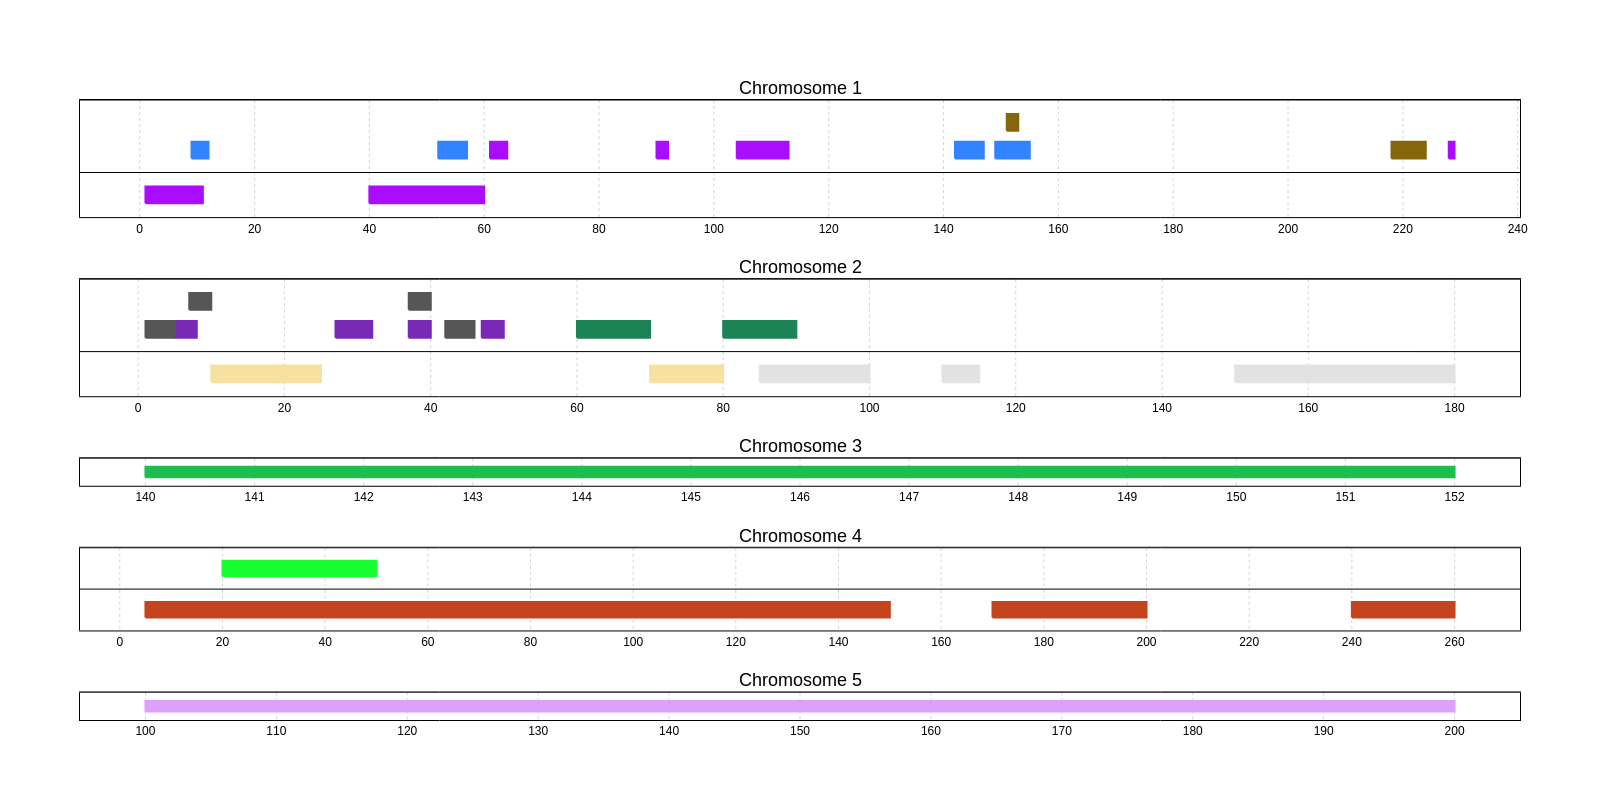 Chromosome 1
0 20 40 60 80 100 120 140 160 180 200 220 240
Chromosome 2
0 20 40 60 80 100 120 140 160 180
Chromosome 3
140 141 142 143 144 145 146 147 148 149 150 151 152
Chromosome 4
0 20 40 60 80 100 120 140 160 180 200 220 240 260
Chromosome 5
100 110 120 130 140 150 160 170 180 190 200